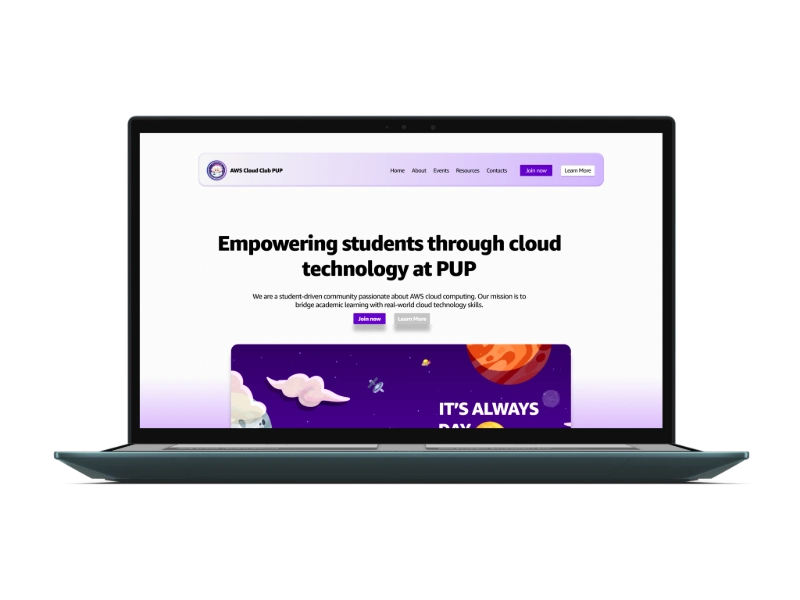 AWS Cloud Club PUP
Home About Events Resources Contacts Join now Learn More
Empowering students through cloud
technology at PUP
We are a student-driven community passionate about AWS cloud computing. Our mission is to
bridge academic learning with real-world cloud technology skills.
Join now Learn More
IT'S ALWAYS
DAY